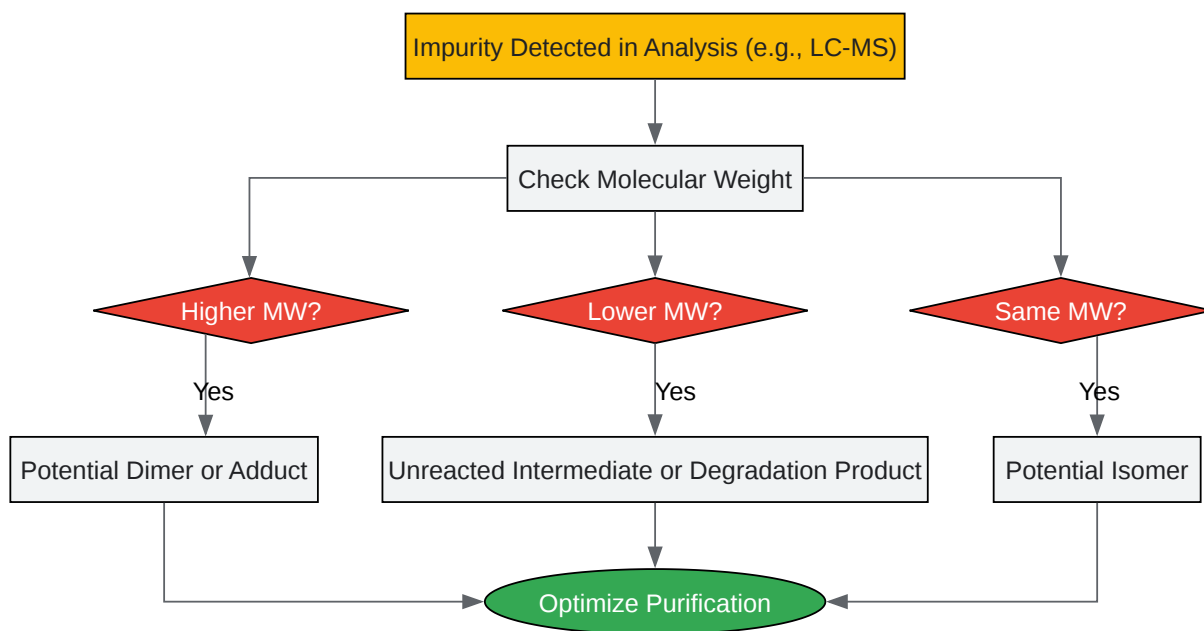 Impurity Detected in Analysis (e.g., LC-MS)
Check Molecular Weight
Higher MW?
Lower MW?
Same MW?
Yes
Yes
Yes
Potential Dimer or Adduct
Unreacted Intermediate or Degradation Product
Potential Isomer
Optimize Purification